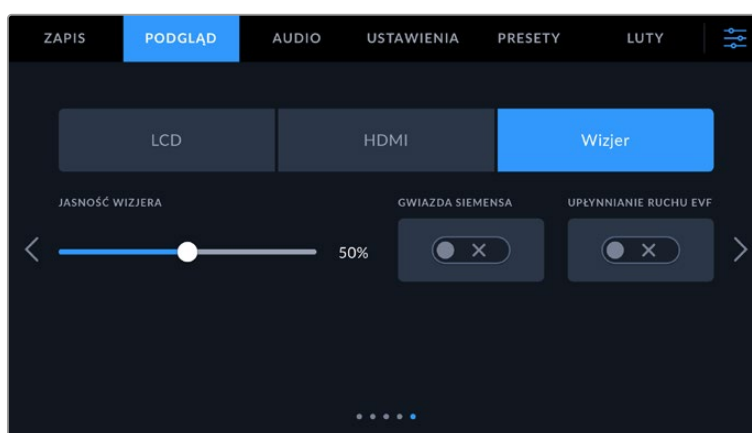 ZAPIS PODGLĄD AUDIO USTAWIENIA PRESETY LUTY
LCD HDMI Wizjer
JASNOŚĆ WIZJERA GWIAZDA SIEMENSA UPŁYNNIANIE RUCHU EVF
50%